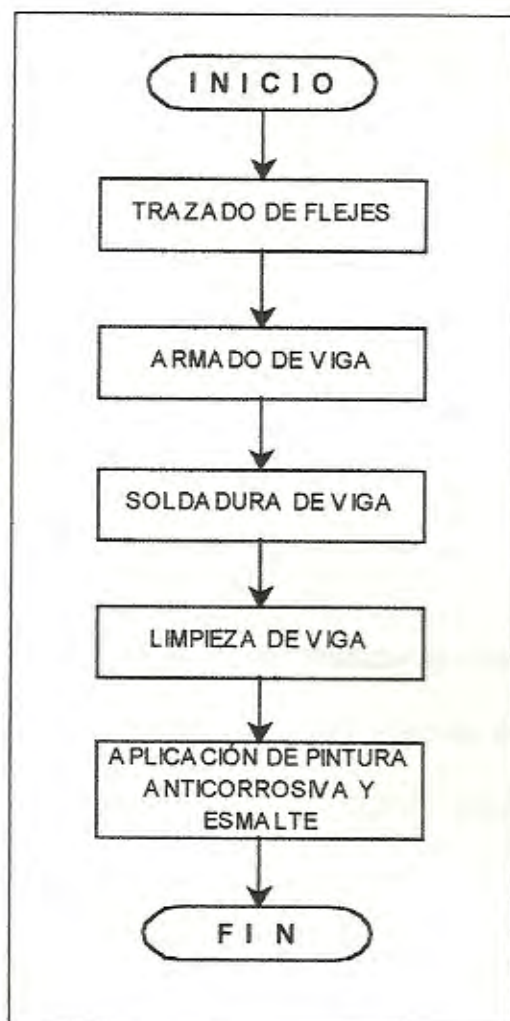 INICIO
TRAZADO DE FLEJES
ARMADO DE VIGA
SOLDADURA DE VIGA
LIMPIEZA DE VIGA
APLICACIÓN DE PINTURA
ANTICORROSIVA Y
ESMALTE
FIN